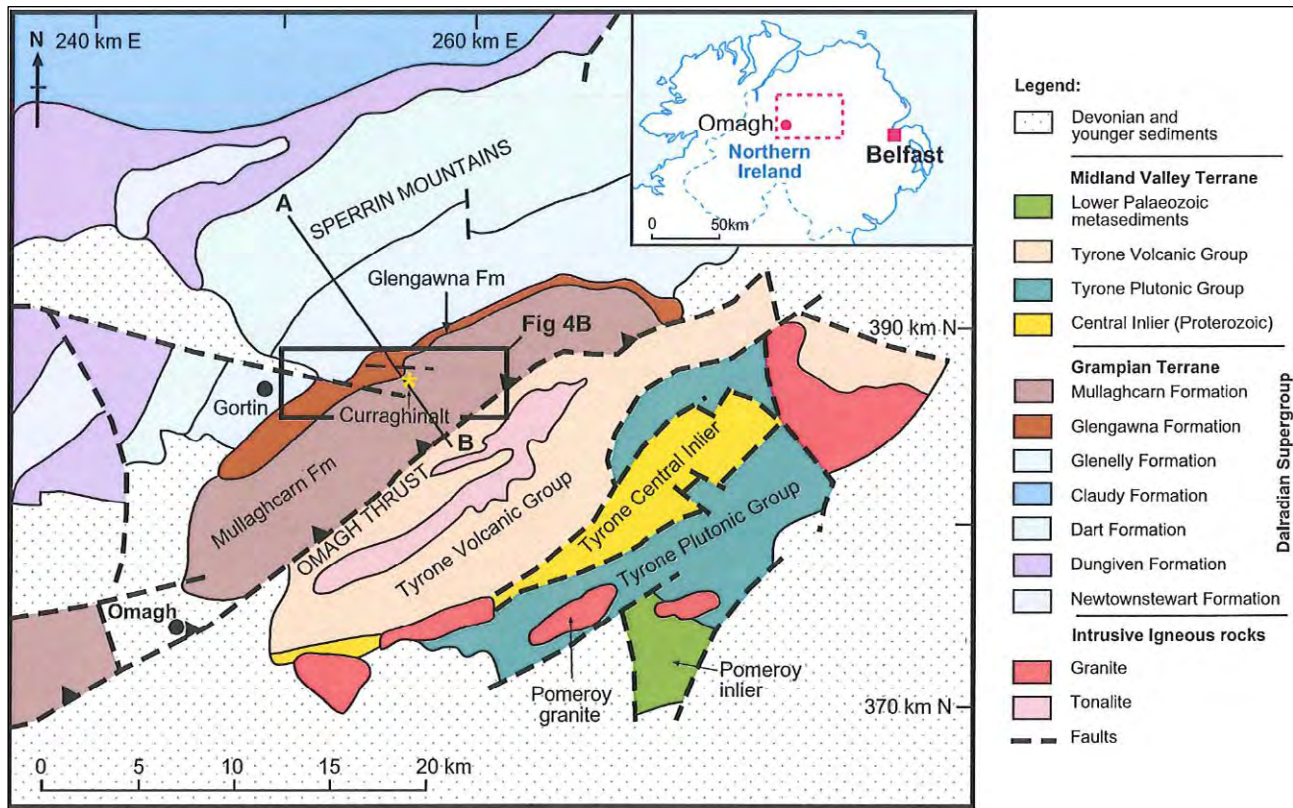 N
240 km E
260 km E
SPERRIN MOUNTAINS
A
Glengawna Fm
Fig 4B
390 km N
Gortin
Curraghinalt
B
Mullaghcarn Fm
OMAGH THRUST
Tyrone Volcanic Group
Tyrone Central Inlier
Tyrone Plutonic Group
Omagh
Pomeroy
granite
Pomeroy
inlier
370 km N
0 5 10 15 20 km
Omagh
Northern
Ireland
Belfast
0 50km
Legend:
Devonian and
younger sediments
Midland Valley Terrane
Lower Palaeozoic
metasediments
Tyrone Volcanic Group
Tyrone Plutonic Group
Central Inlier (Proterozoic)
Grampian Terrane
Mullaghcarn Formation
Glengawna Formation
Glenelly Formation
Claudy Formation
Dart Formation
Dungiven Formation
Newtownstewart Formation
Dalradian Supergroup
Intrusive Igneous rocks
Granite
Tonalite
Faults